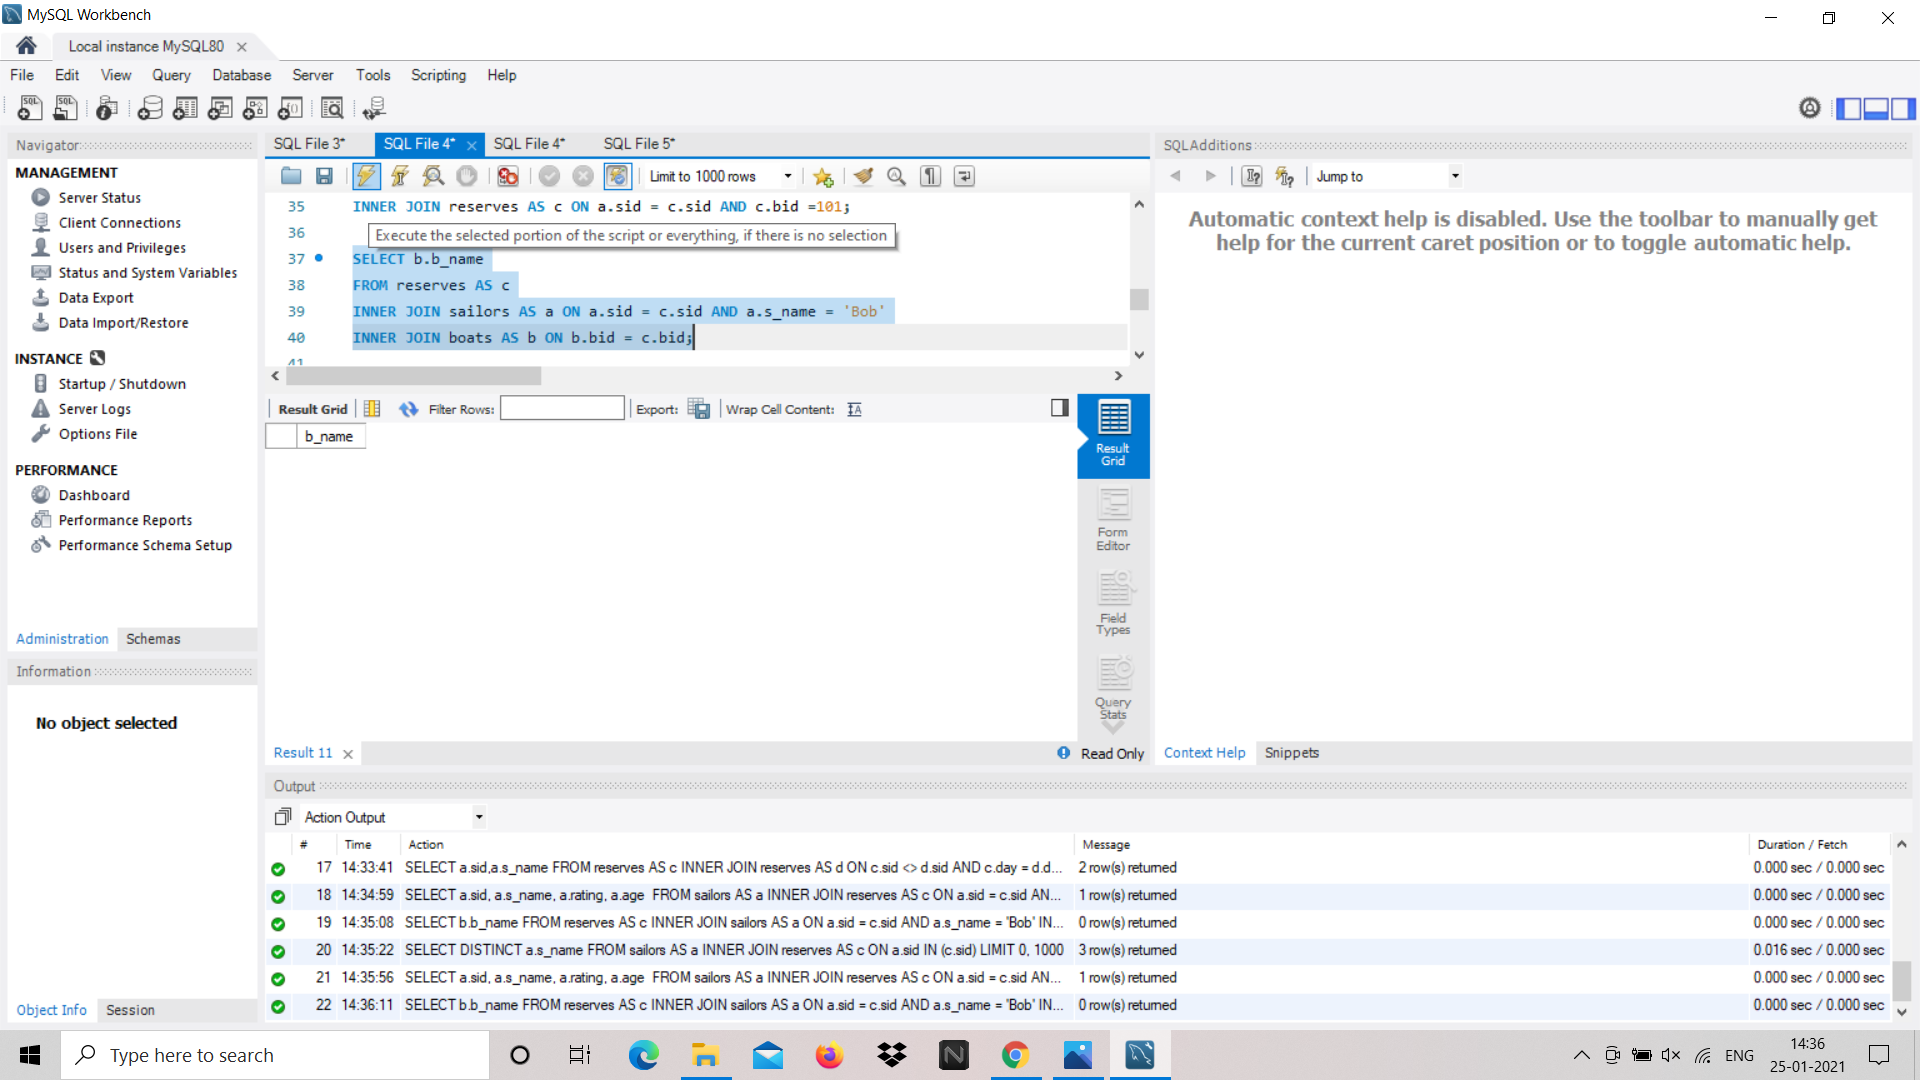 MySQL Workbench
Local instance MySQL80
File Edit View Query Database Server Tools Scripting Help
Navigator
MANAGEMENT
Server Status
Client Connections
Users and Privileges
Status and System Variables
Data Export
Data Import/Restore
INSTANCE
Startup / Shutdown
Server Logs
Options File
PERFORMANCE
Dashboard
Performance Reports
Performance Schema Setup
Administration Schemas
Information
No object selected
Object Info Session
SQL File 3* SQL File 4* SQL File 4* SQL File 5*
Limit to 1000 rows
35 INNER JOIN reserves AS c ON a.sid = c.sid AND c.bid =101;
36
Execute the selected portion of the script or everything, if there is no selection
37 SELECT b.b_name
38 FROM reserves AS c
39 INNER JOIN sailors AS a ON a.sid = c.sid AND a.s_name = 'Bob'
40 INNER JOIN boats AS b ON b.bid = c.bid;
41
Result Grid Filter Rows: Export: Wrap Cell Content:
b_name
Result Grid
Form Editor
Field Types
Query Stats
Result 11 Read Only
SQLAdditions
Jump to
Automatic context help is disabled. Use the toolbar to manually get
help for the current caret position or to toggle automatic help.
Context Help Snippets
Output
Action Output
# Time Action Message Duration / Fetch
17 14:33:41 SELECT a.sid,a.s_name FROM reserves AS c INNER JOIN reserves AS d ON c.sid <> d.sid AND c.day = d.d... 2 row(s) returned 0.000 sec / 0.000 sec
18 14:34:59 SELECT a.sid, a.s_name, a.rating, a.age FROM sailors AS a INNER JOIN reserves AS c ON a.sid = c.sid AN... 1 row(s) returned 0.000 sec / 0.000 sec
19 14:35:08 SELECT b.b_name FROM reserves AS c INNER JOIN sailors AS a ON a.sid = c.sid AND a.s_name = 'Bob' IN... 0 row(s) returned 0.000 sec / 0.000 sec
20 14:35:22 SELECT DISTINCT a.s_name FROM sailors AS a INNER JOIN reserves AS c ON a.sid IN (c.sid) LIMIT 0, 1000 3 row(s) returned 0.016 sec / 0.000 sec
21 14:35:56 SELECT a.sid, a.s_name, a.rating, a.age FROM sailors AS a INNER JOIN reserves AS c ON a.sid = c.sid AN... 1 row(s) returned 0.000 sec / 0.000 sec
22 14:36:11 SELECT b.b_name FROM reserves AS c INNER JOIN sailors AS a ON a.sid = c.sid AND a.s_name = 'Bob' IN... 0 row(s) returned 0.000 sec / 0.000 sec
Type here to search
ENG
14:36
25-01-2021